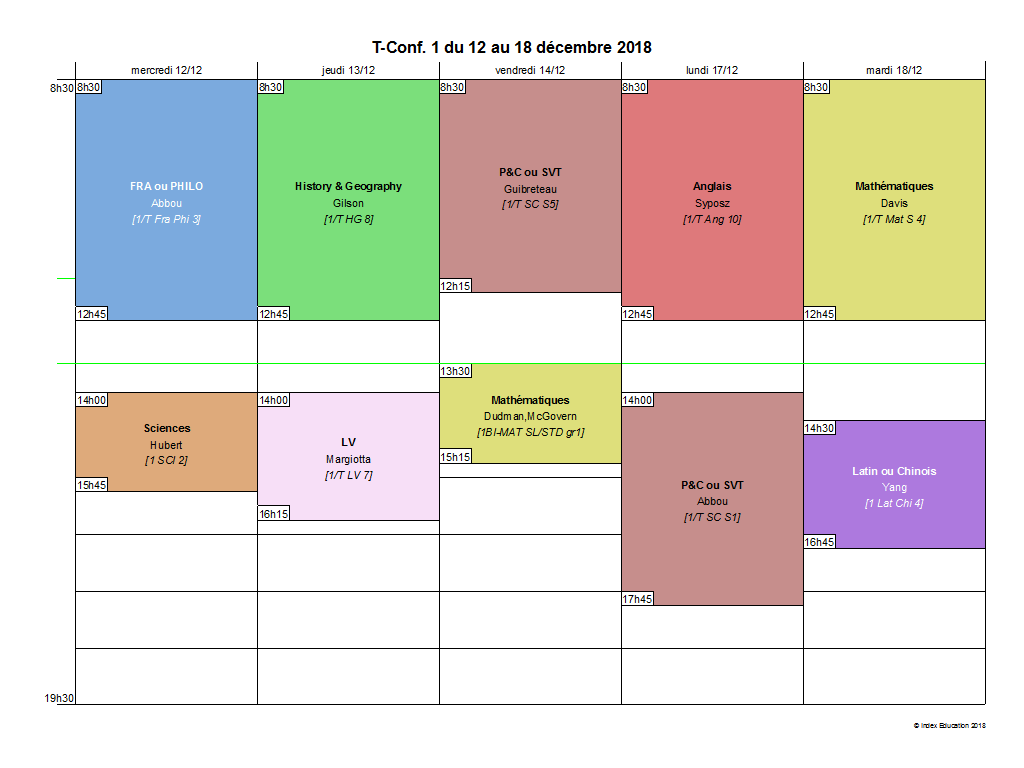 T-Conf. 1 du 12 au 18 décembre 2018
mercredi 12/12
jeudi 13/12
vendredi 14/12
lundi 17/12
mardi 18/12
8h30
8h30
FRA ou PHILO
Abbou
[1/T Fra Phi 3]
12h45
8h30
History & Geography
Gilson
[1/T HG 8]
12h45
8h30
P&C ou SVT
Guibreteau
[1/T SC S5]
12h15
8h30
Anglais
Syposz
[1/T Ang 10]
12h45
8h30
Mathématiques
Davis
[1/T Mat S 4]
12h45
14h00
Sciences
Hubert
[1 SCI 2]
15h45
14h00
LV
Margiotta
[1/T LV 7]
16h15
13h30
Mathématiques
Dudman,McGovern
[1BI-MAT SL/STD gr1]
15h15
14h00
P&C ou SVT
Abbou
[1/T SC S1]
17h45
14h30
Latin ou Chinois
Yang
[1 Lat Chi 4]
16h45
19h30
© Index Education 2018